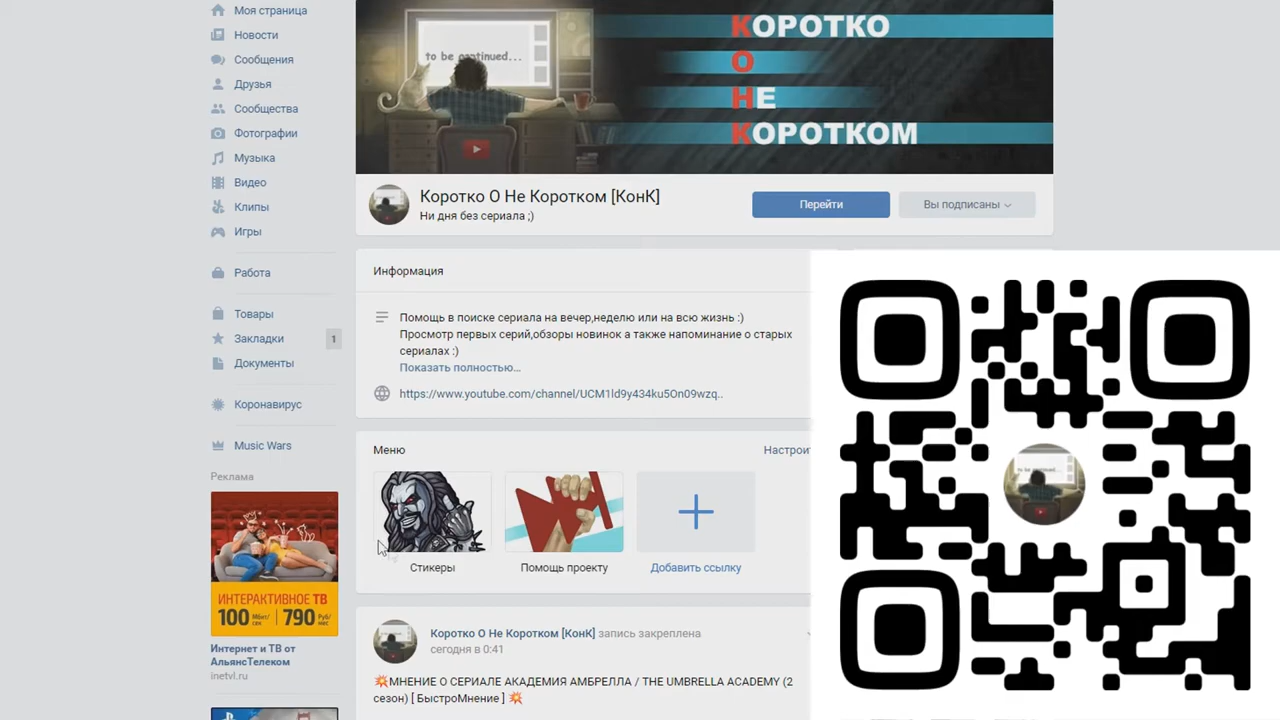 Моя страница
Новости
Сообщения
Друзья
Сообщества
Фотографии
Музыка
Видео
Клипы
Игры
Работа
Товары
Закладки
1
Документы
Коронавирус
Music Wars
Реклама
ИНТЕРАКТИВНОЕ ТВ
100 Мбит/сек | 790 Руб/мес
Интернет и ТВ от
АльянсТелеком
inetvl.ru
to be continued...
КОРОТКО
О
НЕ
КОРОТКОМ
Коротко О Не Коротком [КонК]
Ни дня без сериала ;)
Перейти
Вы подписаны
Информация
Помощь в поиске сериала на вечер,неделю или на всю жизнь :)
Просмотр первых серий,обзоры новинок а также напоминание о старых
сериалах :)
Показать полностью...
https://www.youtube.com/channel/UCM1ld9y434ku5On09wzq..
Меню
Настрои
Стикеры
Помощь проекту
Добавить ссылку
Коротко О Не Коротком [КонК] запись закреплена
сегодня в 0:41
💥МНЕНИЕ О СЕРИАЛЕ АКАДЕМИЯ АМБРЕЛЛА / THE UMBRELLA ACADEMY (2
сезон) [ БыстроМнение ] 💥